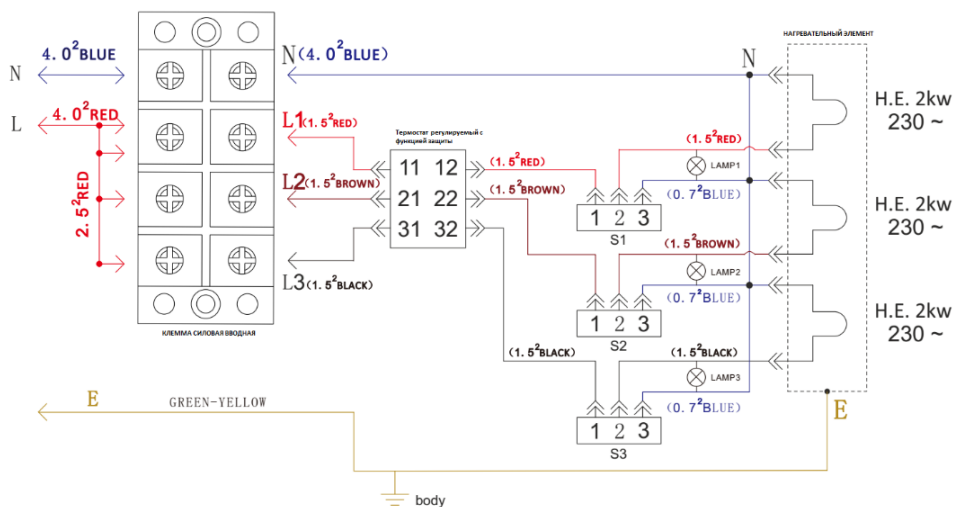 НАГРЕВАТЕЛЬНЫЙ ЭЛЕМЕНТ
N
4.0²BLUE
N(4.0²BLUE)
N
H.E. 2kw
230 ~
L
4.0²RED
L1(1.5²RED)
Термостат регулируемый с
функцией защиты
11 12
(1.5²RED)
(1.5²RED)
LAMP1
2.5²RED
L2(1.5²BROWN)
21 22
(1.5²BROWN)
(0.7²BLUE)
1 2 3
S1
H.E. 2kw
230 ~
31 32
(1.5²BROWN)
LAMP2
L3(1.5²BLACK)
(0.7²BLUE)
1 2 3
S2
H.E. 2kw
230 ~
КЛЕММА СИЛОВАЯ ВВОДНАЯ
(1.5²BLACK)
(1.5²BLACK)
LAMP3
(0.7²BLUE)
1 2 3
S3
E
GREEN-YELLOW
E
body